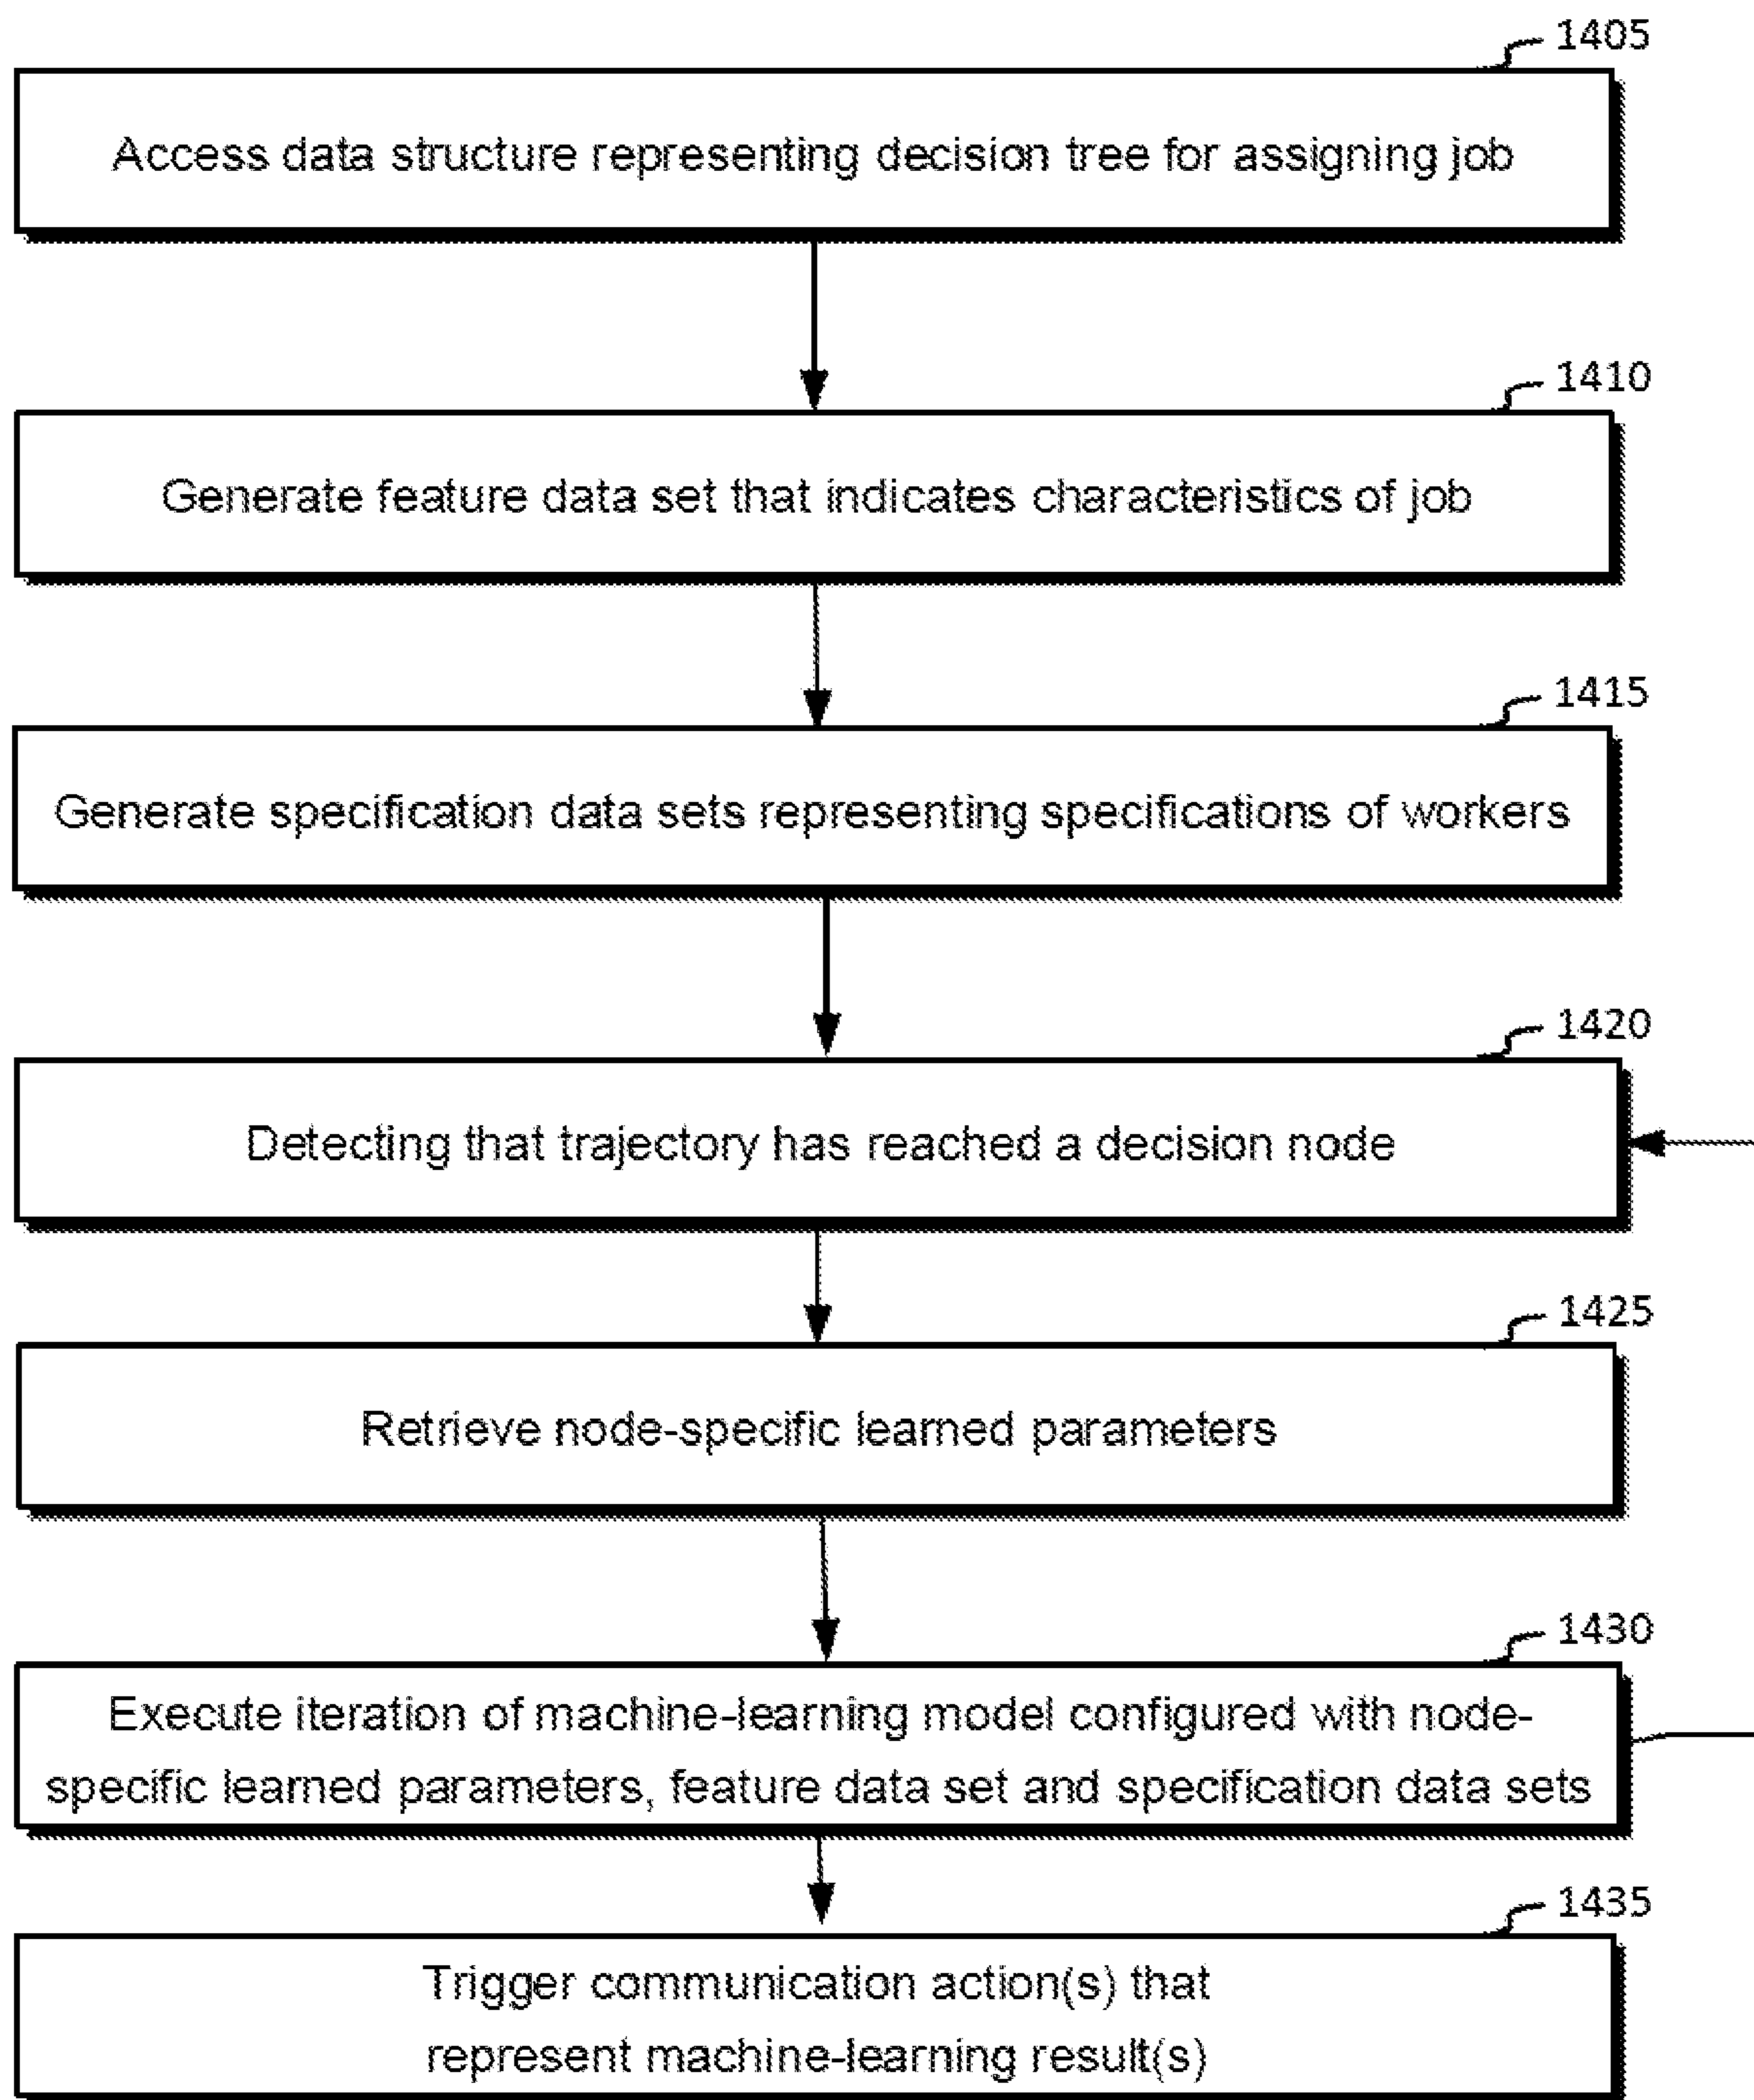 1405
Access data structure representing decision tree for assigning job
1410
Generate feature data set that indicates characteristics of job
1415
Generate specification data sets representing specifications of workers
1420
Detecting that trajectory has reached a decision node
1425
Retrieve node-specific learned parameters
1430
Execute iteration of machine-learning model configured with node-
specific learned parameters, feature data set and specification data sets
1435
Trigger communication action(s) that
represent machine-learning result(s)